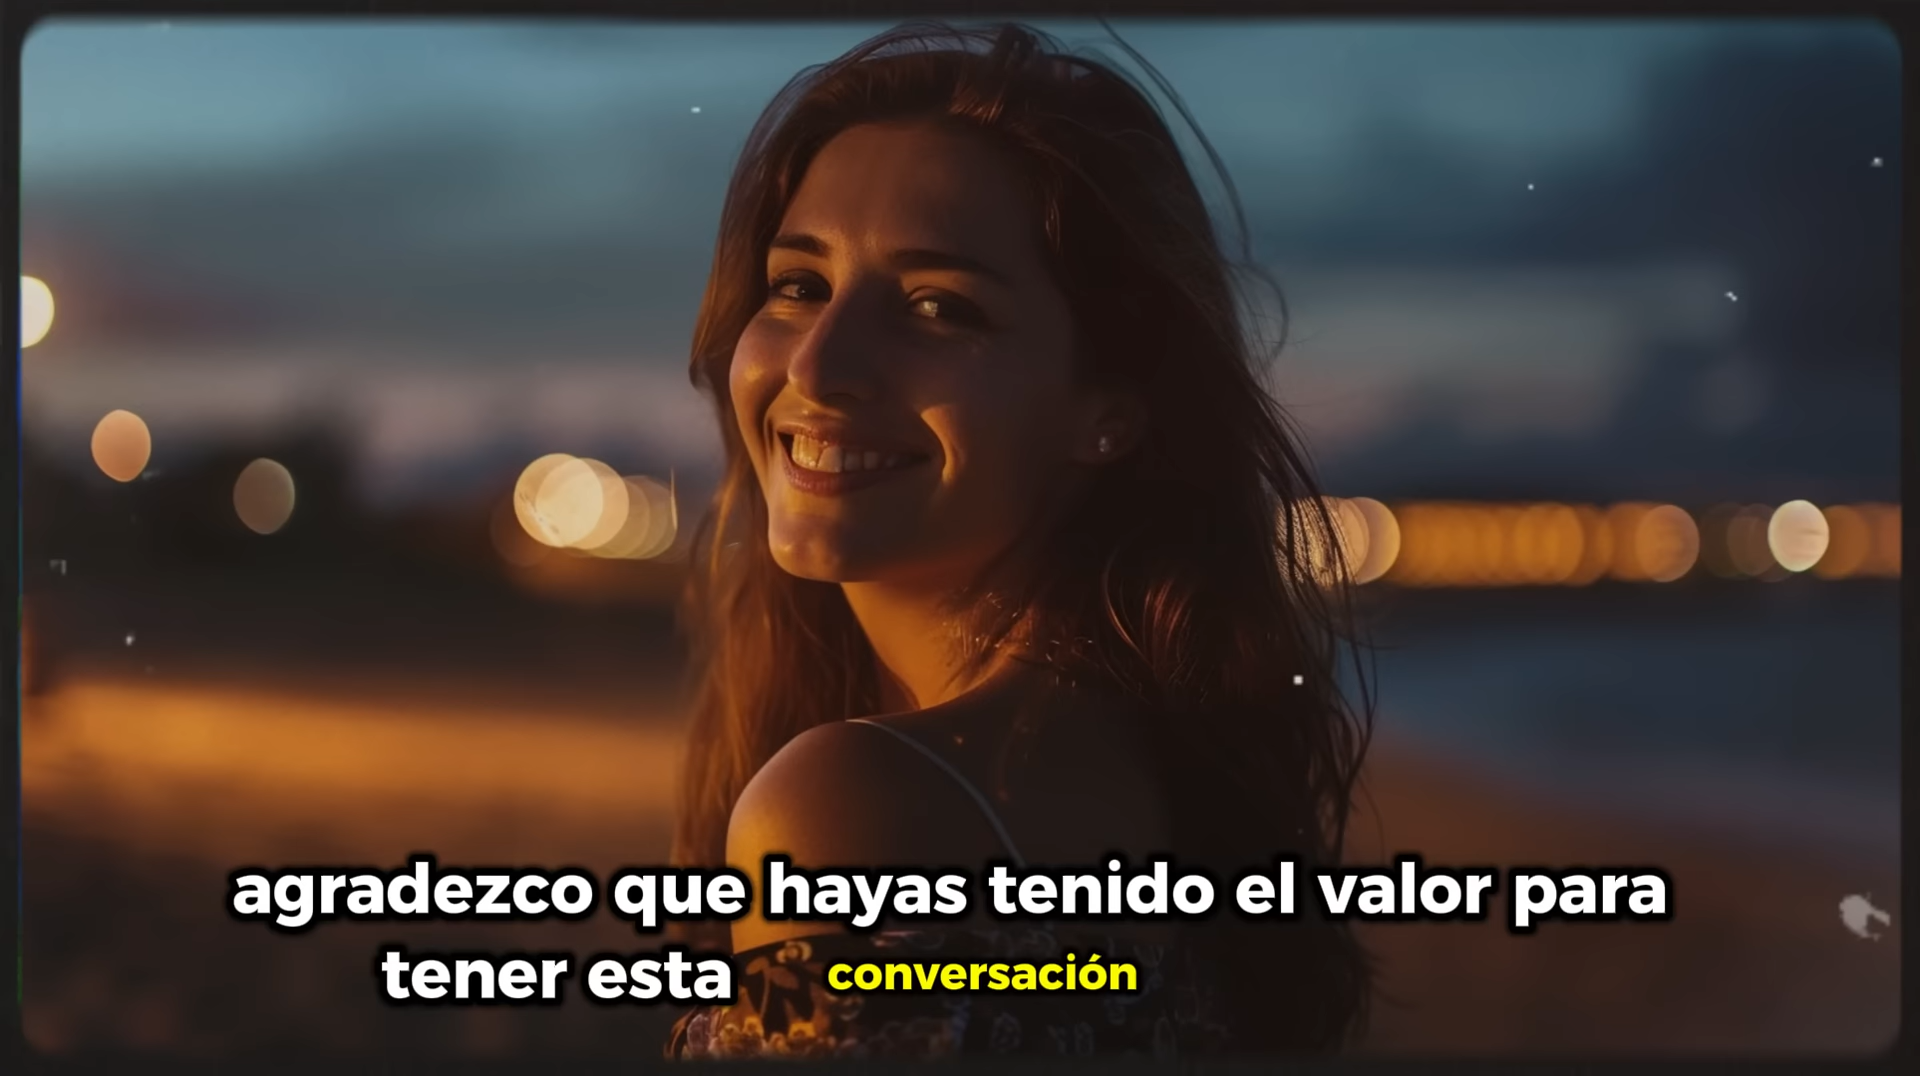 agradezco que hayas tenido el valor para
tener esta conversación